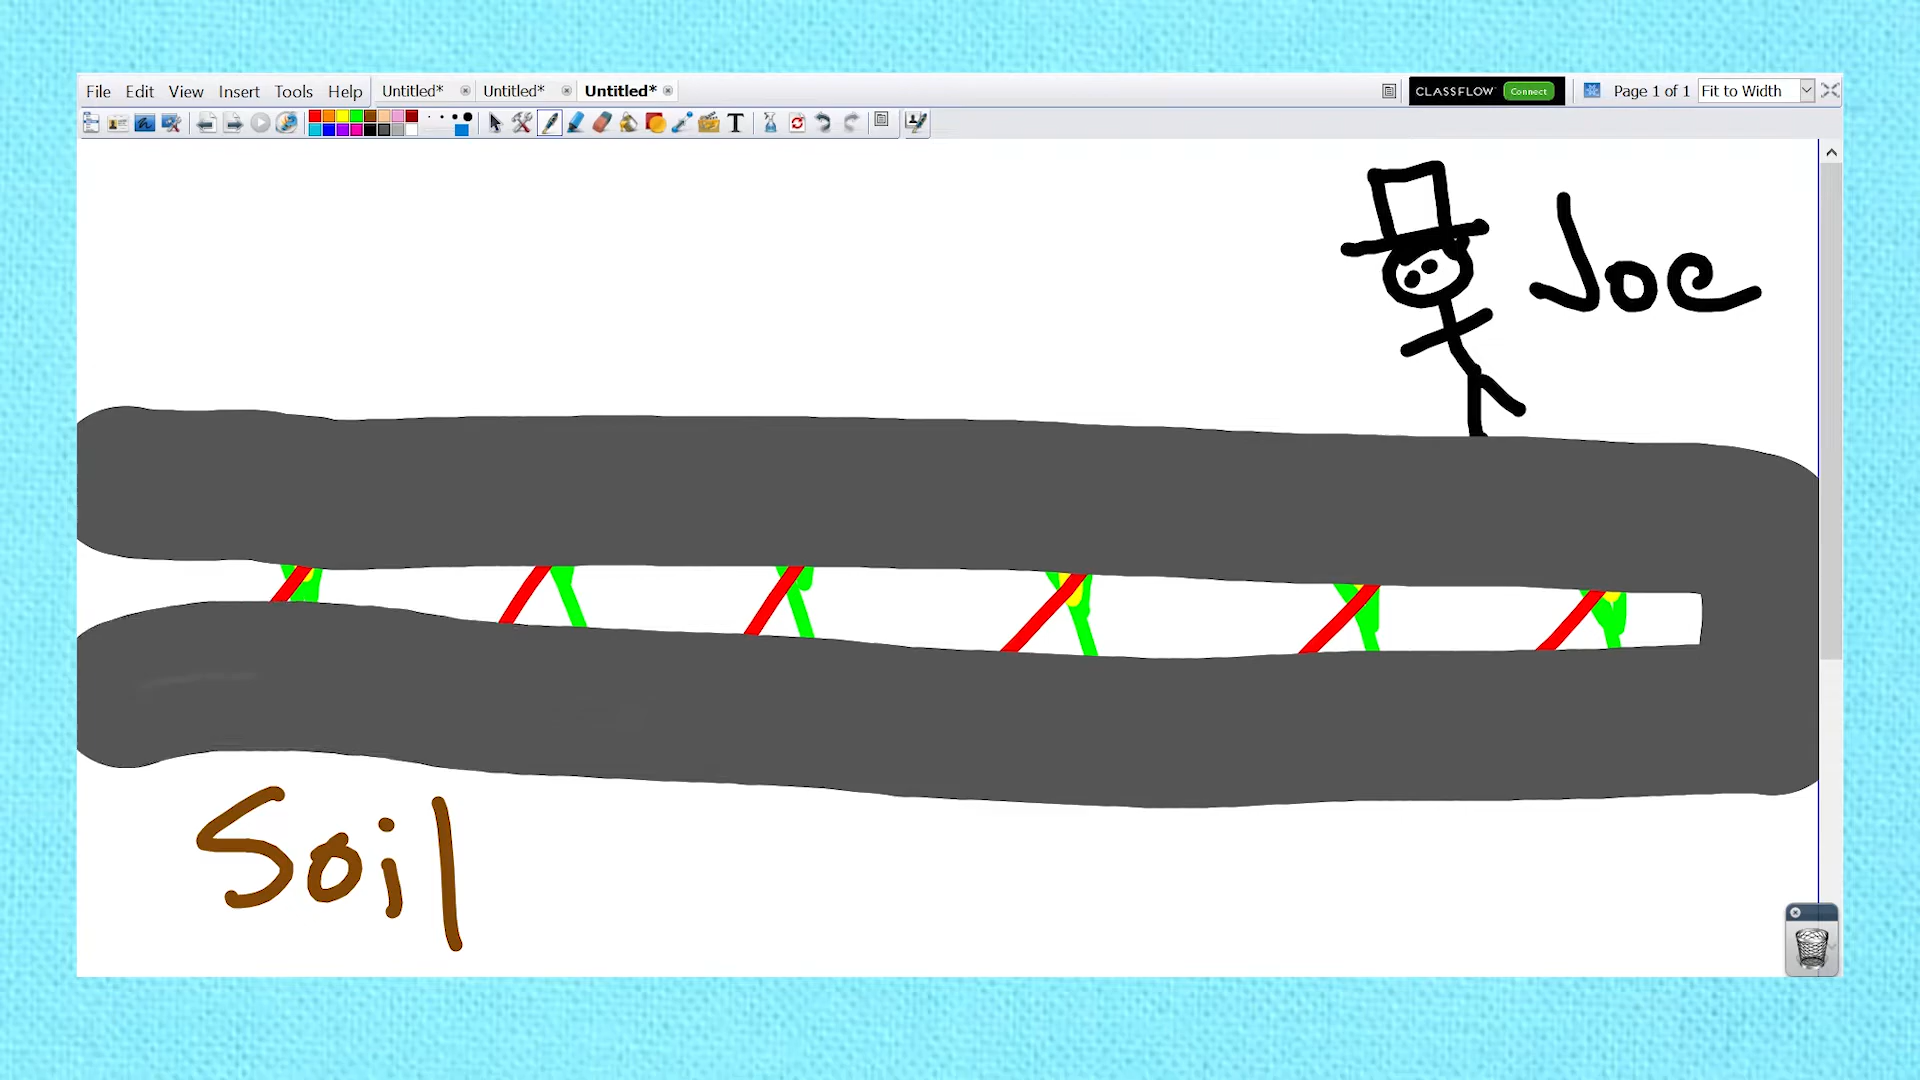 File Edit View Insert Tools Help Untitled* Untitled* Untitled* CLASSFLOW Connect Page 1 of 1 Fit to Width
T
Joe
Soil